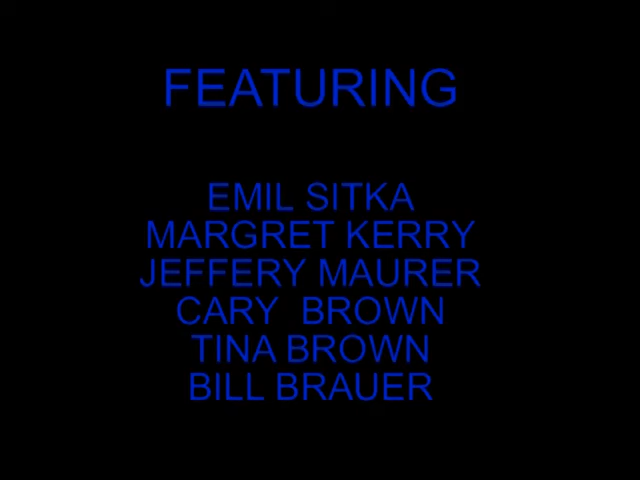 FEATURING
EMIL SITKA
MARGRET KERRY
JEFFERY MAURER
CARY BROWN
TINA BROWN
BILL BRAUER